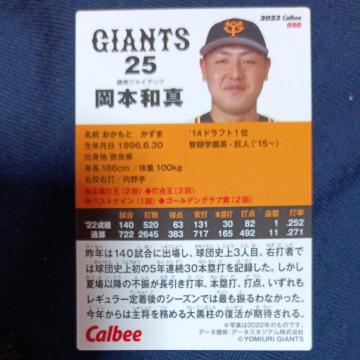 2023 Calbee
050
GIANTS
25
読売ジャイアンツ
岡本和真
名前 おかもと かずま
生年月日 1996.6.30
出身地 奈良県
身長/186cm/体重100kg
右投右打/内野手
'14ドラフト1位
智辯学園高-巨人('15~)
◆本塁打王(2回) ◆打点王(2回)
◆ベストナイン(1回) ◆ゴールデングラブ賞(2回)
試合 打数 得点 安打 本塁打 打点 盗塁 打率
'22成績 140 520 63 131 30 82 1 .252
通算 722 2645 383 717 165 492 11 .271
昨年は140試合に出場し、球団史上3人目、右打者で
は球団史上初の5年連続30本塁打を記録した。しかし
夏場以降の不振が長引き打率、打点、本塁打、いずれも
レギュラー定着後のシーズンでは最も振るわなかった。
今年からは主将を務める大黒柱の復活が期待される。
Calbee
※写真は2022年のものです。
データ提供:データスタジアム株式会社
©YOMIURI GIANTS